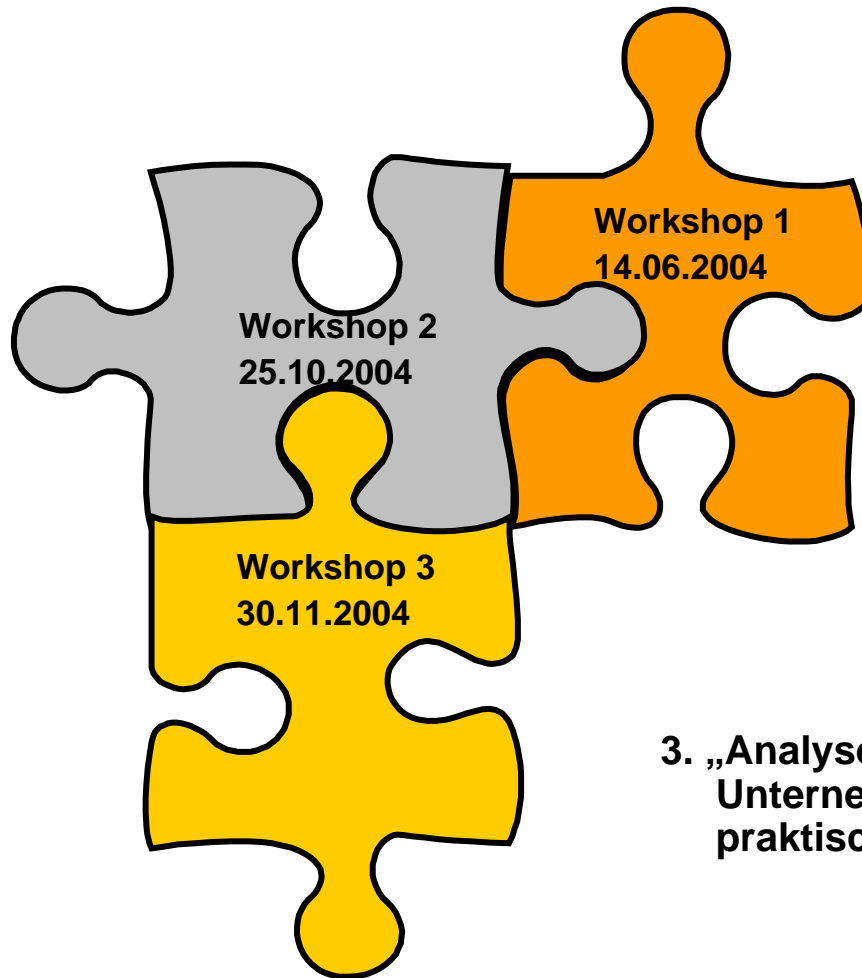 Workshop 1
14.06.2004
Workshop 2
25.10.2004
Workshop 3
30.11.2004
3. „Analyse
Unterne
praktisc